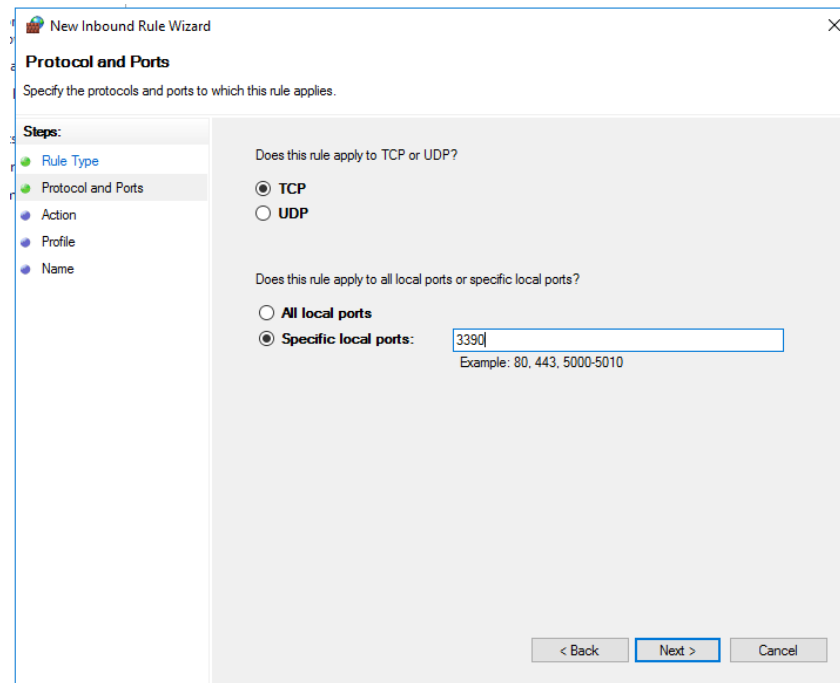 New Inbound Rule Wizard
Protocol and Ports
Specify the protocols and ports to which this rule applies.
Steps:
Rule Type
Protocol and Ports
Action
Profile
Name
Does this rule apply to TCP or UDP?
TCP
UDP
Does this rule apply to all local ports or specific local ports?
All local ports
Specific local ports: 3390
Example: 80, 443, 5000-5010
< Back Next > Cancel